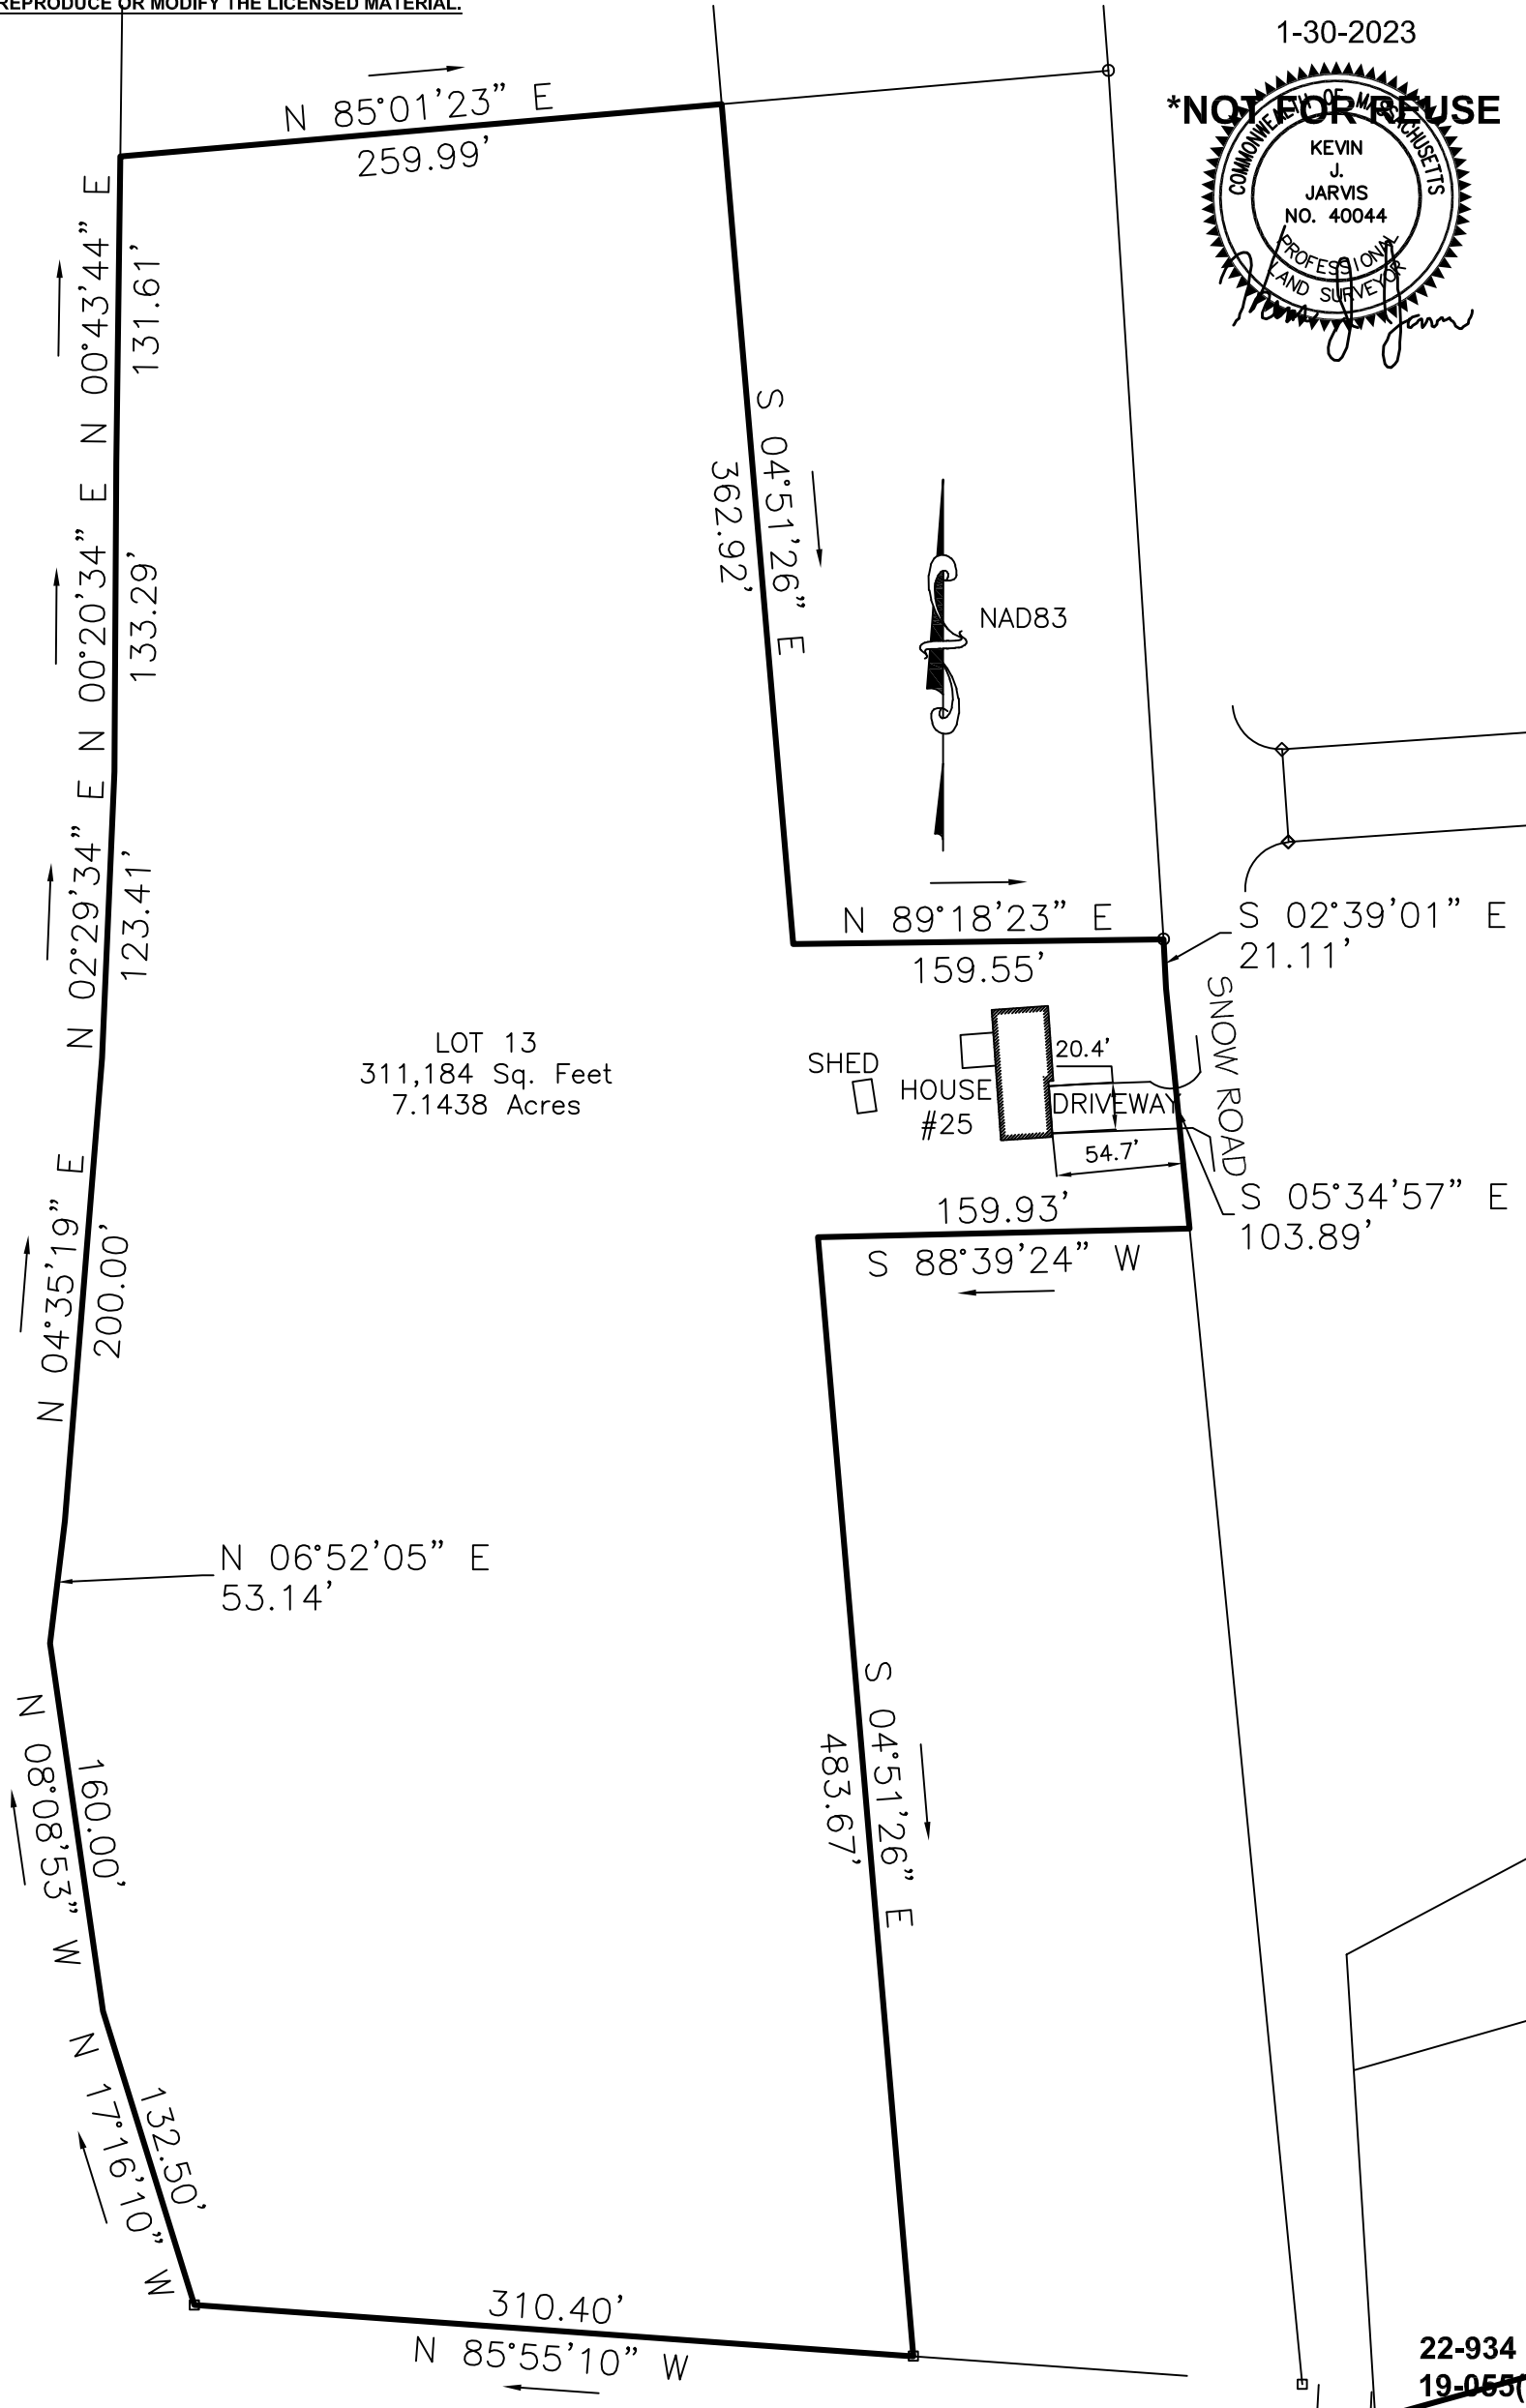 REPRODUCE OR MODIFY THE LICENSED MATERIAL.
1-30-2023
*NOT FOR REUSE
COMMONWEALTH OF MASSACHUSETTS
KEVIN
J.
JARVIS
NO. 40044
PROFESSIONAL
LAND SURVEYOR
N 85°01'23" E
259.99'
N 00°43'44" E
131.61'
S 04°51'26" E
362.92'
NAD83
N 00°20'34" E
133.29'
N 02°29'34" E
123.41'
N 89°18'23" E
159.55'
S 02°39'01" E
21.11'
SNOW ROAD
LOT 13
311,184 Sq. Feet
7.1438 Acres
SHED
HOUSE
#25
20.4'
DRIVEWAY
54.7'
159.93'
S 88°39'24" W
S 05°34'57" E
103.89'
N 04°35'19" E
200.00'
N 06°52'05" E
53.14'
S 04°51'26" E
483.67'
N 08°08'53" W
160.00'
N 17°16'10" W
132.50'
310.40'
N 85°55'10" W
22-934